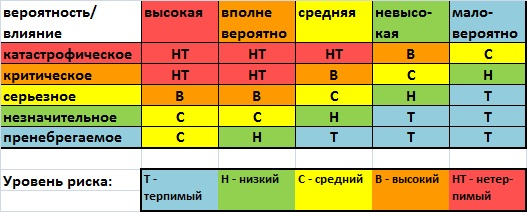 вероятность/ высокая вполне средняя невысо- мало-
влияние вероятно кая вероятно
катастрофическое НТ НТ НТ В С
критическое НТ НТ В С Н
серьезное В В С Н Т
незначительное С С Н Т Т
пренебрегаемое С Н Т Т Т
Уровень риска: Т - Н - низкий С - средний В - высокий НТ - нетер-
терпимый пимый